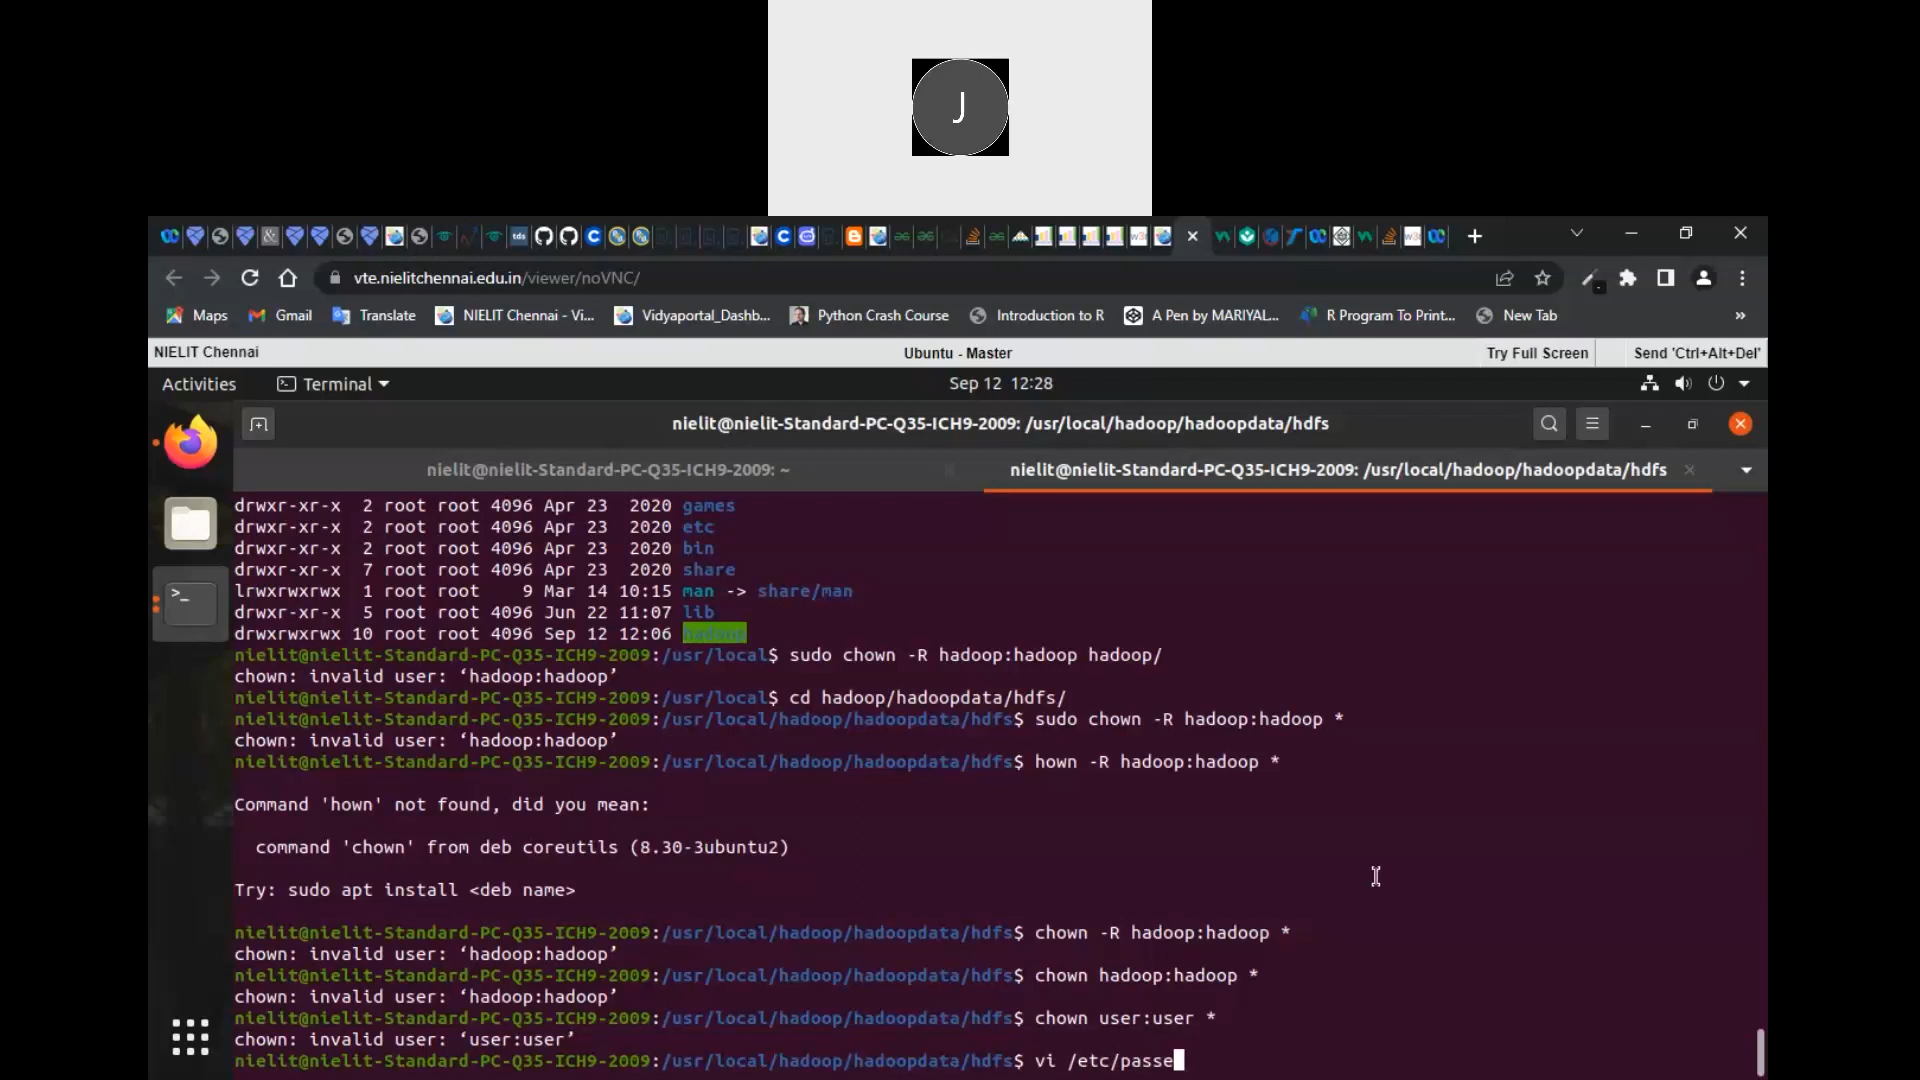 J
vte.nielitchennai.edu.in/viewer/noVNC/
Maps Gmail Translate NIELIT Chennai - Vi... Vidyaportal_Dashb... Python Crash Course Introduction to R A Pen by MARIYAL... R Program To Print... New Tab »
NIELIT Chennai Ubuntu - Master Try Full Screen Send 'Ctrl+Alt+Del'
Activities Terminal Sep 12 12:28
nielit@nielit-Standard-PC-Q35-ICH9-2009: /usr/local/hadoop/hadoopdata/hdfs
nielit@nielit-Standard-PC-Q35-ICH9-2009: ~ nielit@nielit-Standard-PC-Q35-ICH9-2009: /usr/local/hadoop/hadoopdata/hdfs
drwxr-xr-x 2 root root 4096 Apr 23 2020 games
drwxr-xr-x 2 root root 4096 Apr 23 2020 etc
drwxr-xr-x 2 root root 4096 Apr 23 2020 bin
drwxr-xr-x 7 root root 4096 Apr 23 2020 share
lrwxrwxrwx 1 root root 9 Mar 14 10:15 man -> share/man
drwxr-xr-x 5 root root 4096 Jun 22 11:07 lib
drwxrwxrwx 10 root root 4096 Sep 12 12:06 hadoop
nielit@nielit-Standard-PC-Q35-ICH9-2009:/usr/local$ sudo chown -R hadoop:hadoop hadoop/
chown: invalid user: ‘hadoop:hadoop’
nielit@nielit-Standard-PC-Q35-ICH9-2009:/usr/local$ cd hadoop/hadoopdata/hdfs/
nielit@nielit-Standard-PC-Q35-ICH9-2009:/usr/local/hadoop/hadoopdata/hdfs$ sudo chown -R hadoop:hadoop *
chown: invalid user: ‘hadoop:hadoop’
nielit@nielit-Standard-PC-Q35-ICH9-2009:/usr/local/hadoop/hadoopdata/hdfs$ hown -R hadoop:hadoop *
Command 'hown' not found, did you mean:
command 'chown' from deb coreutils (8.30-3ubuntu2)
Try: sudo apt install <deb name>
nielit@nielit-Standard-PC-Q35-ICH9-2009:/usr/local/hadoop/hadoopdata/hdfs$ chown -R hadoop:hadoop *
chown: invalid user: ‘hadoop:hadoop’
nielit@nielit-Standard-PC-Q35-ICH9-2009:/usr/local/hadoop/hadoopdata/hdfs$ chown hadoop:hadoop *
chown: invalid user: ‘hadoop:hadoop’
nielit@nielit-Standard-PC-Q35-ICH9-2009:/usr/local/hadoop/hadoopdata/hdfs$ chown user:user *
chown: invalid user: ‘user:user’
nielit@nielit-Standard-PC-Q35-ICH9-2009:/usr/local/hadoop/hadoopdata/hdfs$ vi /etc/passe